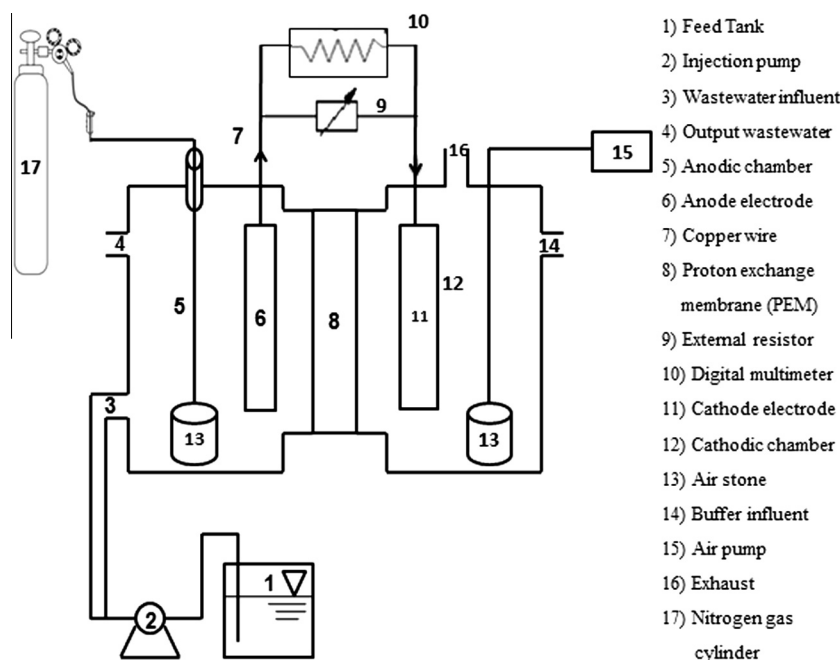 10
9
7
16
17
15
4
14
5
6
8
11
12
3
13
13
1
2
1) Feed Tank
2) Injection pump
3) Wastewater influent
4) Output wastewater
5) Anodic chamber
6) Anode electrode
7) Copper wire
8) Proton exchange
membrane (PEM)
9) External resistor
10) Digital multimeter
11) Cathode electrode
12) Cathodic chamber
13) Air stone
14) Buffer influent
15) Air pump
16) Exhaust
17) Nitrogen gas
cylinder